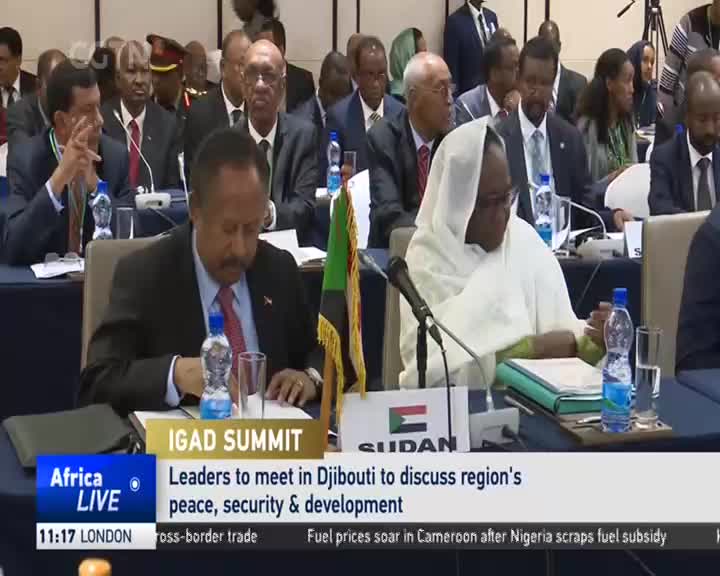 CGTN
SUDAN
IGAD SUMMIT
Africa
LIVE
Leaders to meet in Djibouti to discuss region's
peace, security & development
11:17 LONDON
ross-border trade Fuel prices soar in Cameroon after Nigeria scraps fuel subsidy